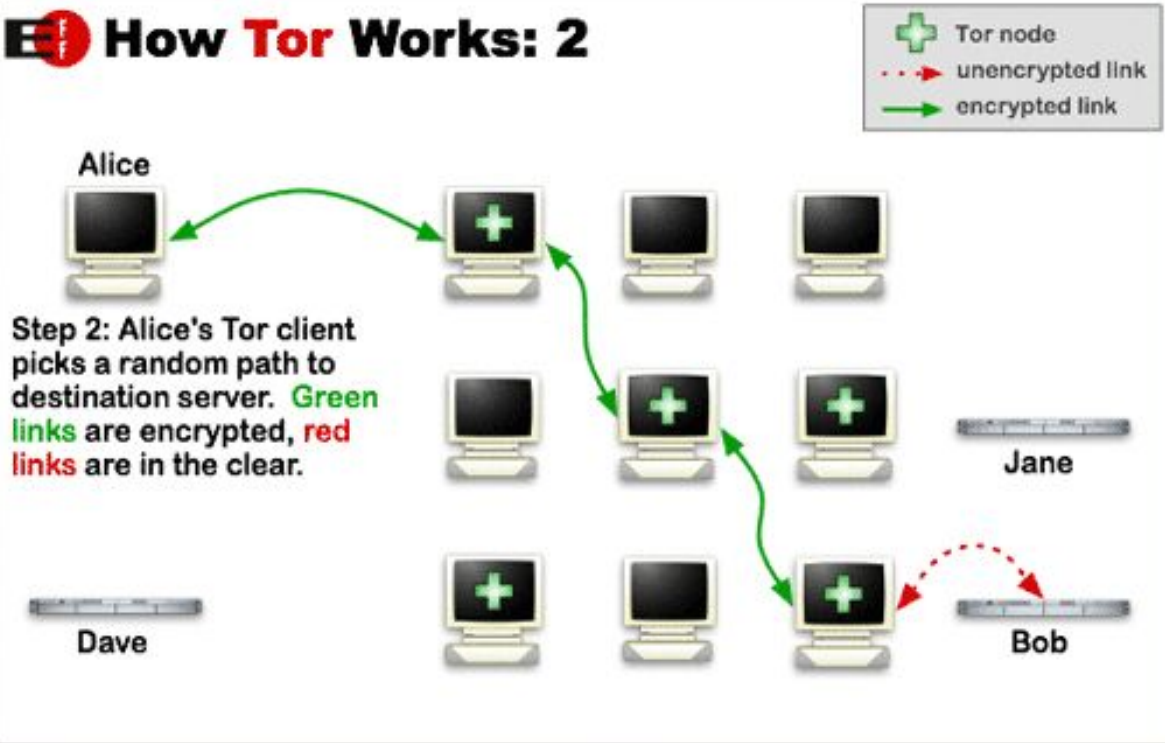 EFF How Tor Works: 2
Tor node
unencrypted link
encrypted link
Alice
Step 2: Alice's Tor client
picks a random path to
destination server. Green
links are encrypted, red
links are in the clear.
Jane
Dave
Bob